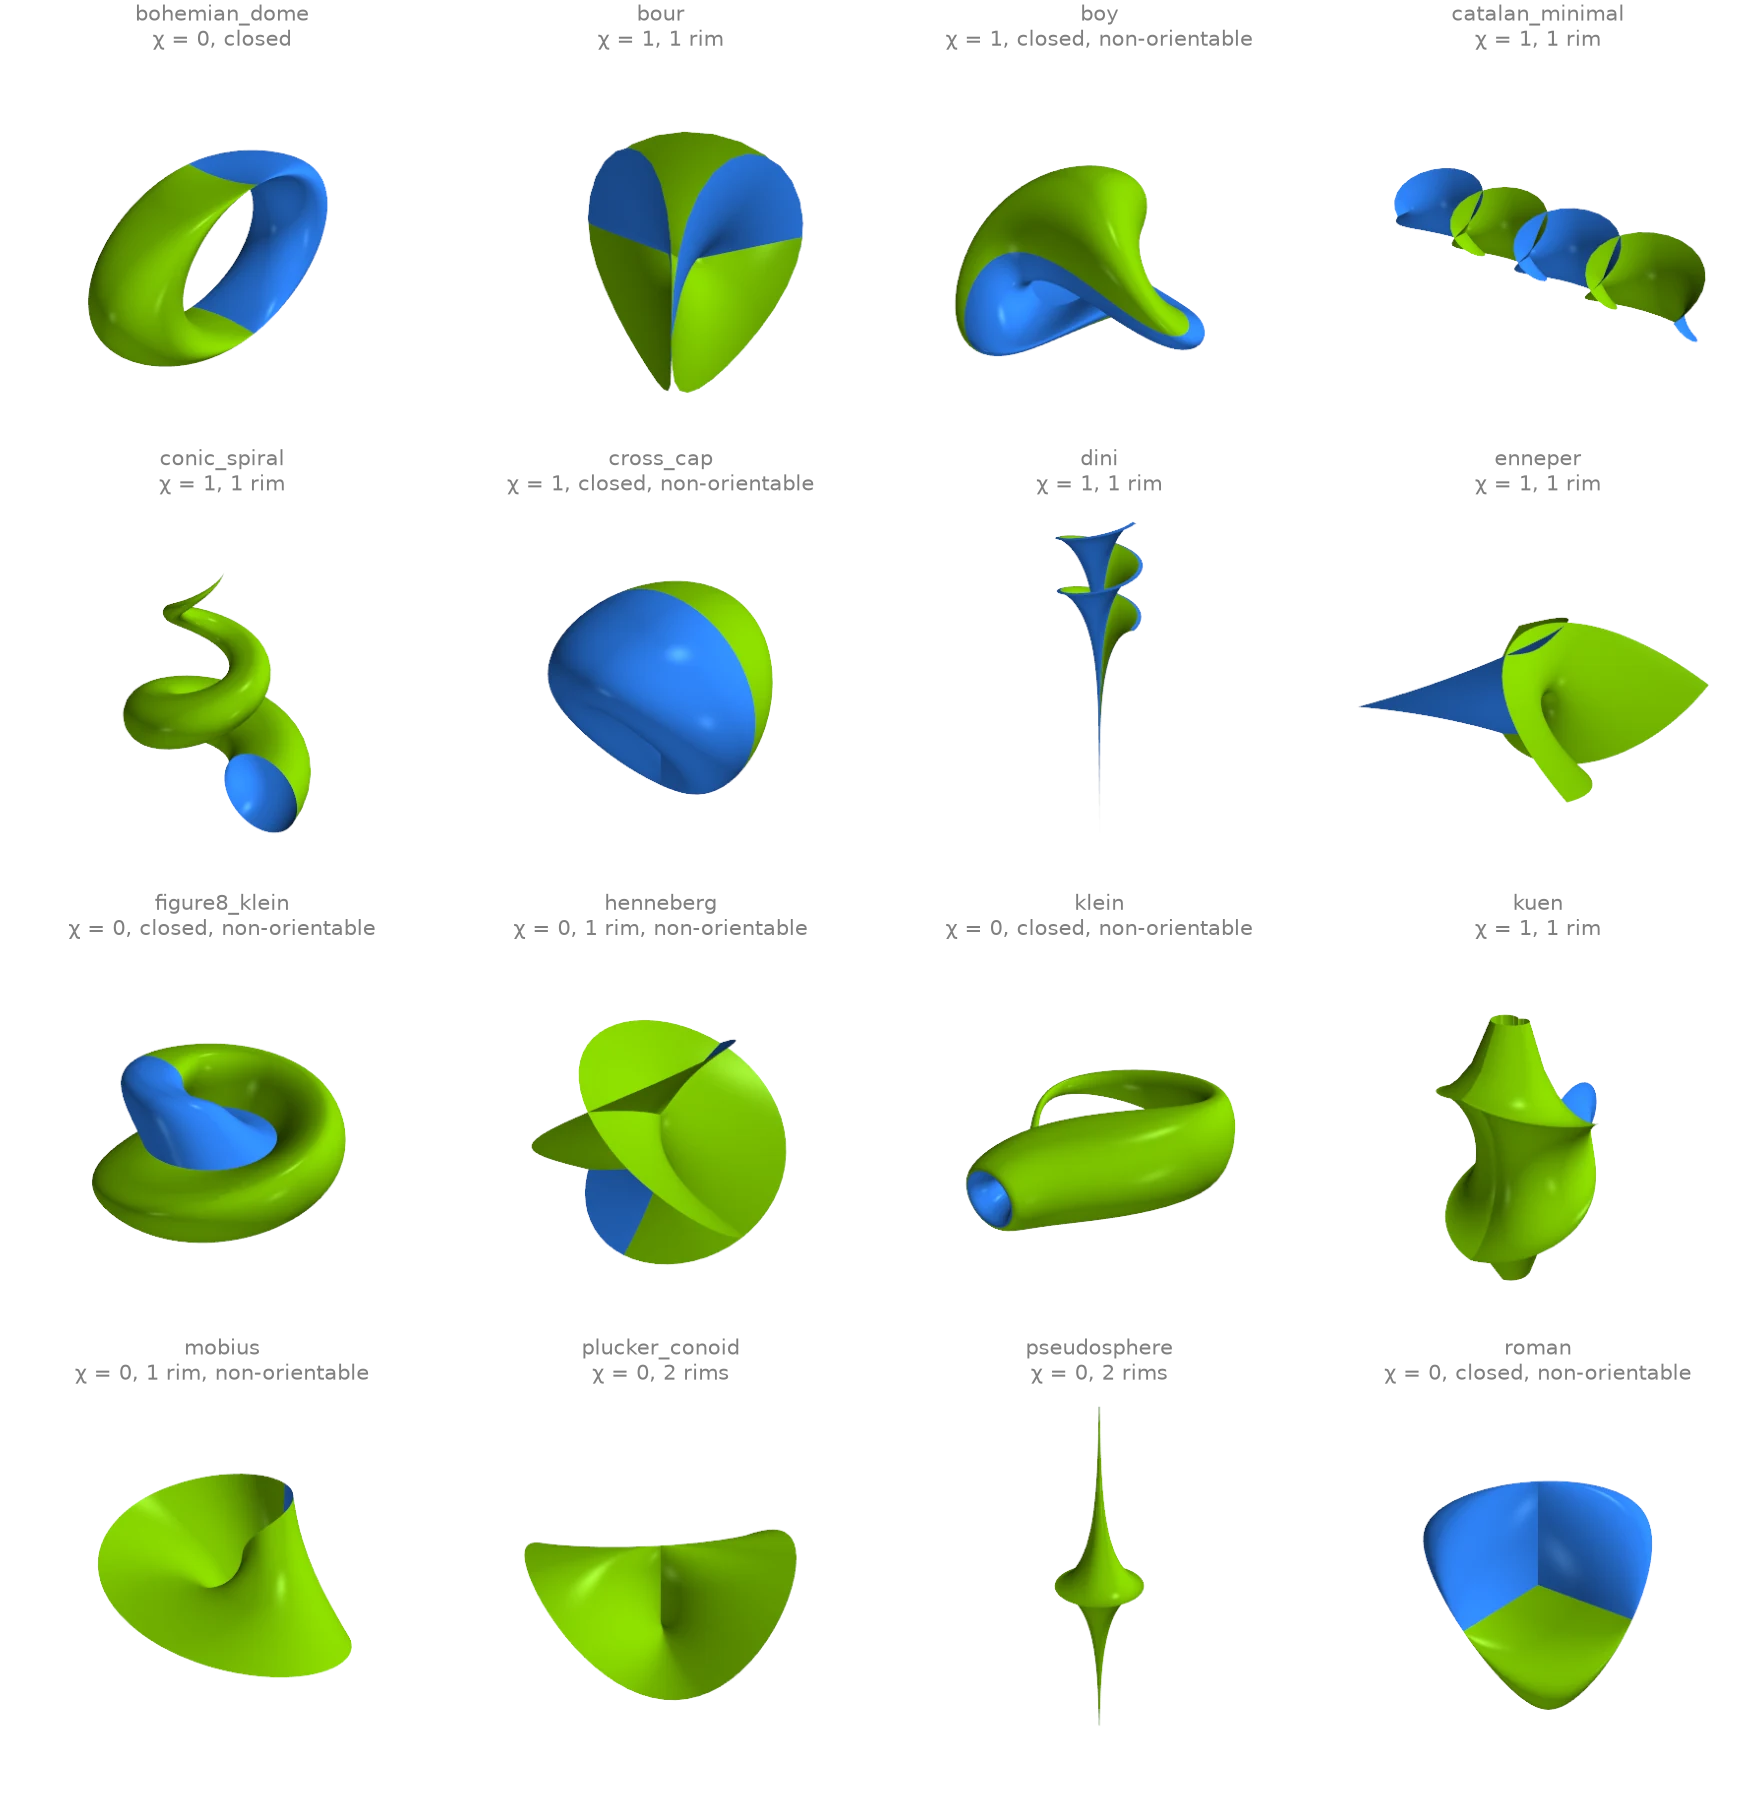 bohemian_dome
χ = 0, closed
bour
χ = 1, 1 rim
boy
χ = 1, closed, non-orientable
catalan_minimal
χ = 1, 1 rim
conic_spiral
χ = 1, 1 rim
cross_cap
χ = 1, closed, non-orientable
dini
χ = 1, 1 rim
enneper
χ = 1, 1 rim
figure8_klein
χ = 0, closed, non-orientable
henneberg
χ = 0, 1 rim, non-orientable
klein
χ = 0, closed, non-orientable
kuen
χ = 1, 1 rim
mobius
χ = 0, 1 rim, non-orientable
plucker_conoid
χ = 0, 2 rims
pseudosphere
χ = 0, 2 rims
roman
χ = 0, closed, non-orientable